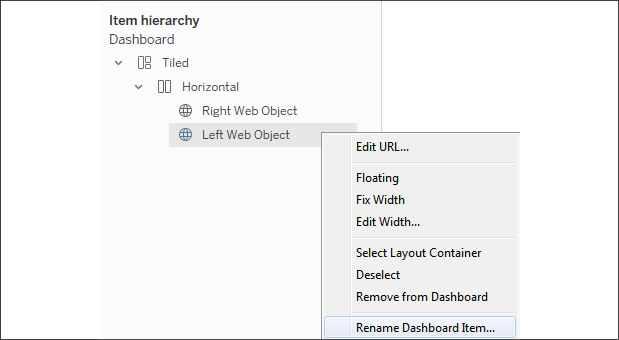 Item hierarchy
Dashboard
Tiled
Horizontal
Right Web Object
Left Web Object
Edit URL...
Floating
Fix Width
Edit Width...
Select Layout Container
Deselect
Remove from Dashboard
Rename Dashboard Item...